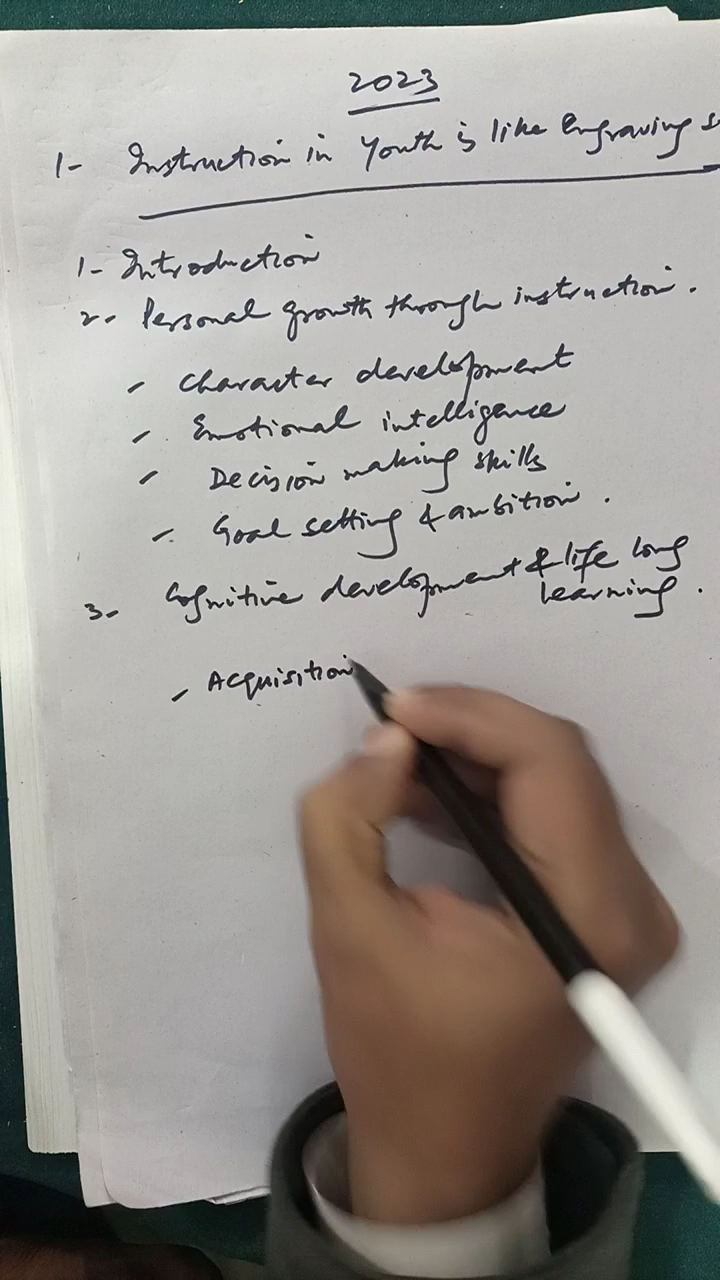 2023
1- Instruction in Youth is like Engraving
1- Introduction
2- Personal growth through instruction.
- Character development
- Emotional intelligence
- Decision making skills
- Goal setting & ambition.
3- Cognitive development & life long
learning.
- Acquisition